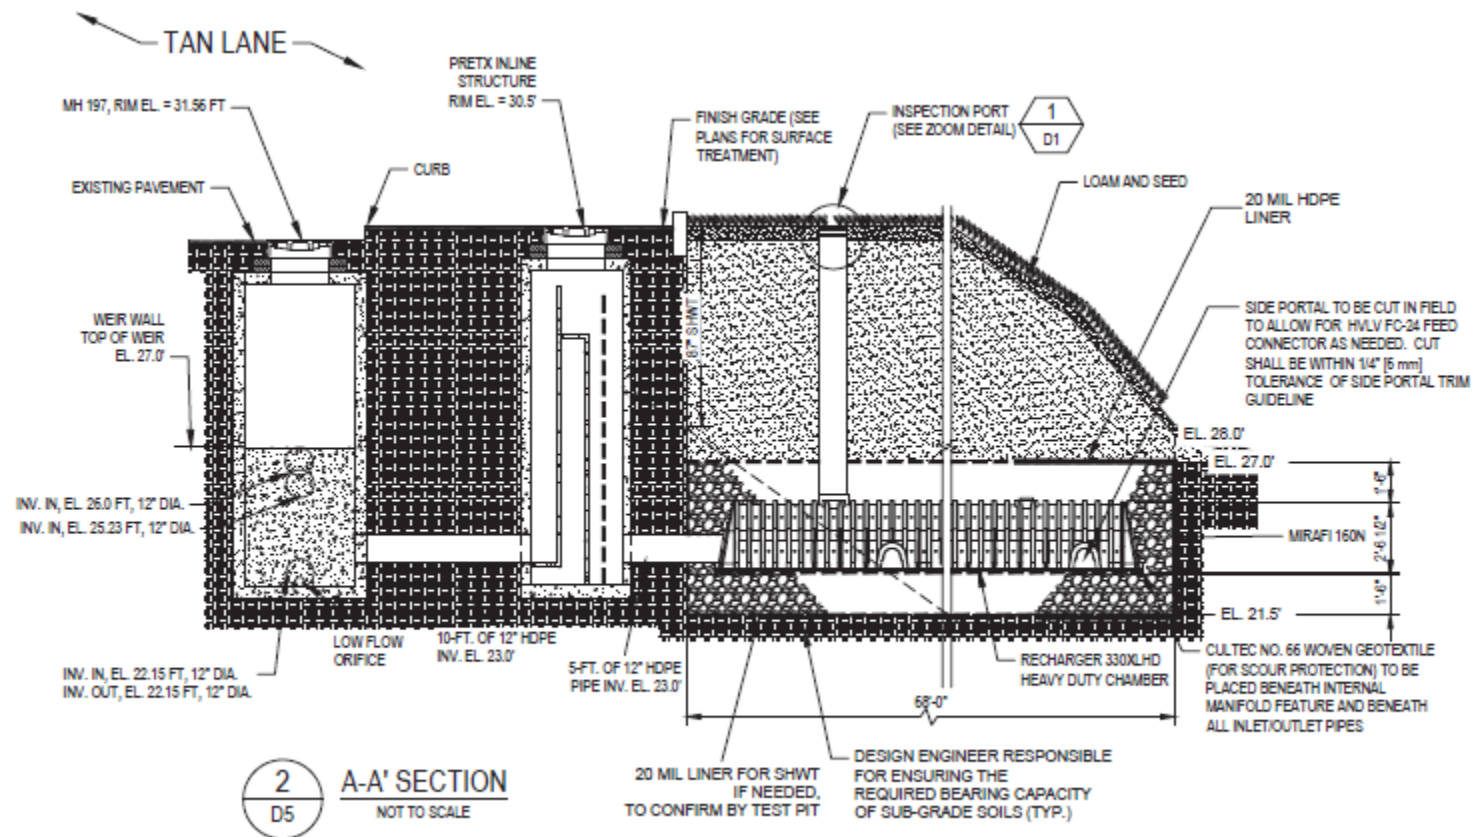 TAN LANE
MH 197, RIM EL. = 31.56 FT
EXISTING PAVEMENT
CURB
PRETX INLINE
STRUCTURE
RIM EL. = 30.5'
FINISH GRADE (SEE
PLANS FOR SURFACE
TREATMENT)
INSPECTION PORT
(SEE ZOOM DETAIL)
1
D1
LOAM AND SEED
20 MIL HDPE
LINER
WEIR WALL
TOP OF WEIR
EL. 27.0'
67" SHWT
SIDE PORTAL TO BE CUT IN FIELD
TO ALLOW FOR HVLV FC-24 FEED
CONNECTOR AS NEEDED. CUT
SHALL BE WITHIN 1/4" [6 mm]
TOLERANCE OF SIDE PORTAL TRIM
GUIDELINE
EL. 28.0'
EL. 27.0'
1'-6"
2'-6 1/2"
1'-6"
INV. IN, EL. 26.0 FT, 12" DIA.
INV. IN, EL. 25.23 FT, 12" DIA.
MIRAFI 160N
EL. 21.5'
LOW FLOW
ORIFICE
10-FT. OF 12" HDPE
INV. EL. 23.0'
5-FT. OF 12" HDPE
PIPE INV. EL. 23.0'
INV. IN, EL. 22.15 FT, 12" DIA.
INV. OUT, EL. 22.15 FT, 12" DIA.
RECHARGER 330XLHD
HEAVY DUTY CHAMBER
CULTEC NO. 66 WOVEN GEOTEXTILE
(FOR SCOUR PROTECTION) TO BE
PLACED BENEATH INTERNAL
MANIFOLD FEATURE AND BENEATH
ALL INLET/OUTLET PIPES
68'-0"
20 MIL LINER FOR SHWT
IF NEEDED,
TO CONFIRM BY TEST PIT
DESIGN ENGINEER RESPONSIBLE
FOR ENSURING THE
REQUIRED BEARING CAPACITY
OF SUB-GRADE SOILS (TYP.)
2
D5
A-A' SECTION
NOT TO SCALE